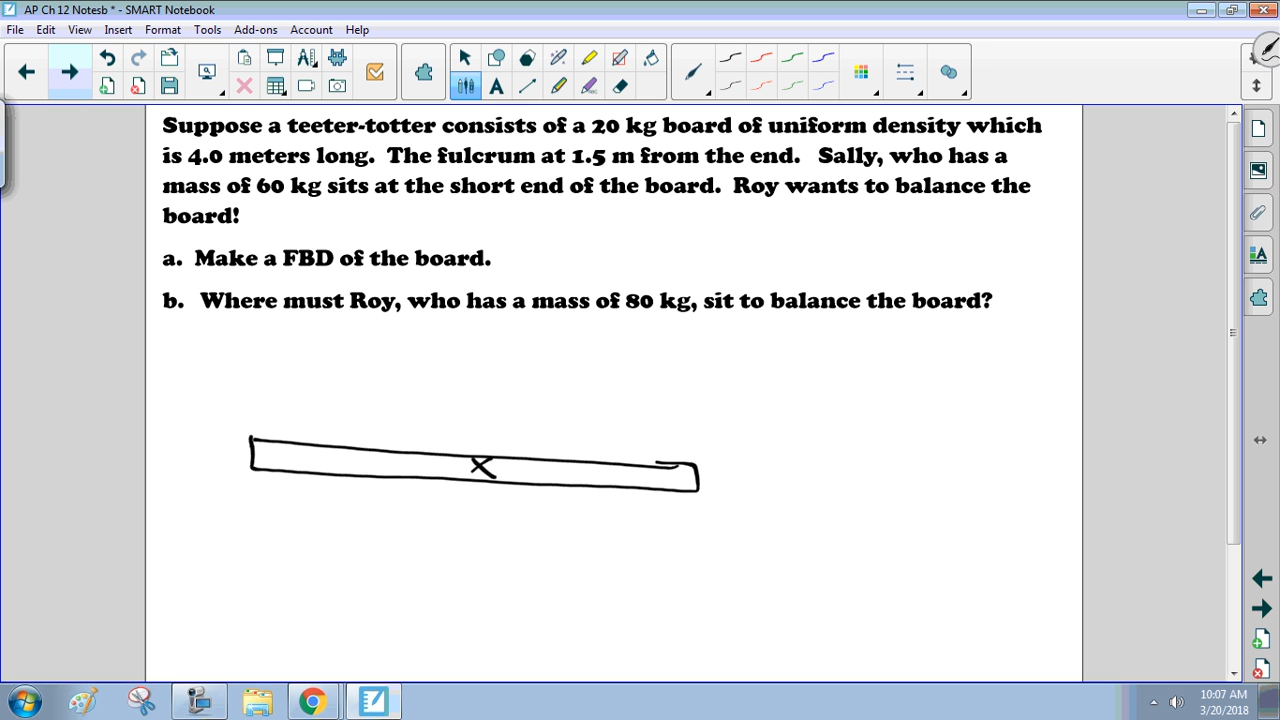 AP Ch 12 Notesb * - SMART Notebook
File Edit View Insert Format Tools Add-ons Account Help
Suppose a teeter-totter consists of a 20 kg board of uniform density which
is 4.0 meters long. The fulcrum at 1.5 m from the end. Sally, who has a
mass of 60 kg sits at the short end of the board. Roy wants to balance the
board!
a. Make a FBD of the board.
b. Where must Roy, who has a mass of 80 kg, sit to balance the board?
X
10:07 AM
3/20/2018